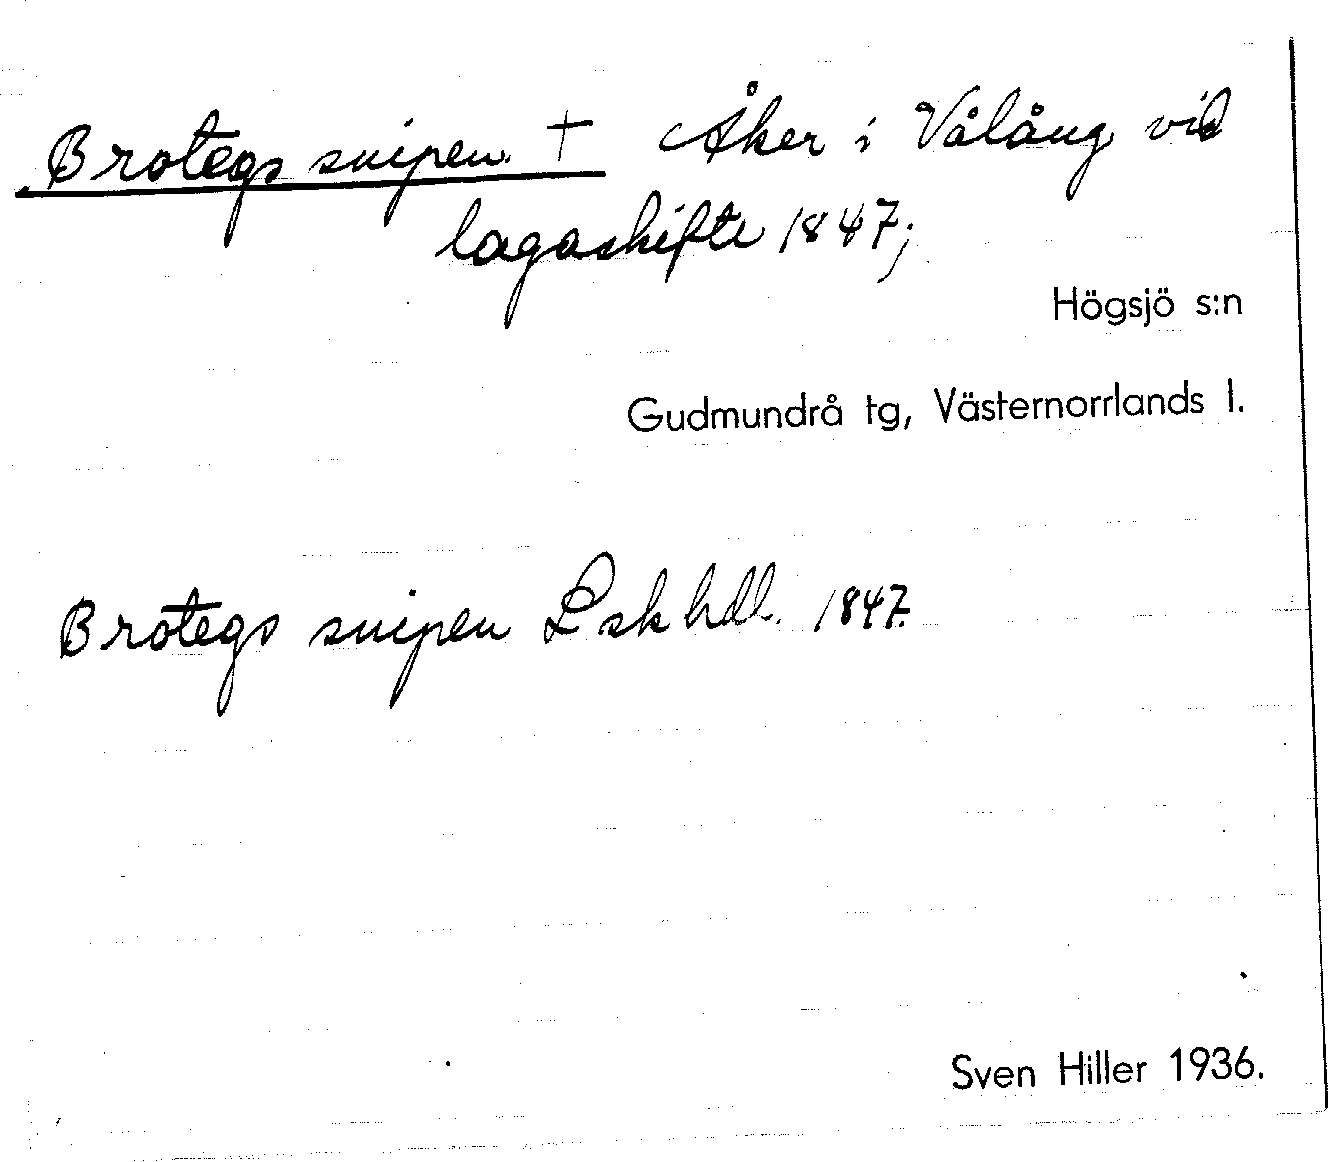 Brotegs snipen. † Åker i Vålång vid
lagaskifte 1847;
Högsjö s:n
Gudmundrå tg, Västernorrlands l.
Brotegs snipen Lskhdl. 1847.
Sven Hiller 1936.